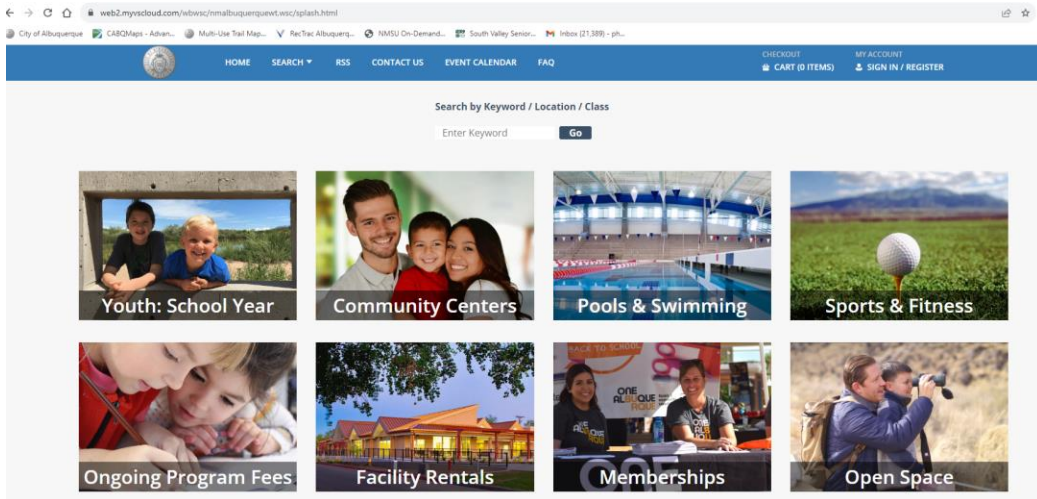 web2.myvscloud.com/wbwsc/nmalbuquerquewt.wsc/splash.html
City of Albuquerque CABQMaps - Advan... Multi-Use Trail Map... RecTrac Albuquerq... NMSU On-Demand... South Valley Senior... Inbox (21,389) - ph...
HOME SEARCH RSS CONTACT US EVENT CALENDAR FAQ
CHECKOUT
CART (0 ITEMS)
MY ACCOUNT
SIGN IN / REGISTER
Search by Keyword / Location / Class
Enter Keyword Go
Youth: School Year
Community Centers
Pools & Swimming
Sports & Fitness
Ongoing Program Fees
Facility Rentals
BACK TO SCHOOL
ONE
ALBUQUE
RQUE
ONE
Memberships
Open Space